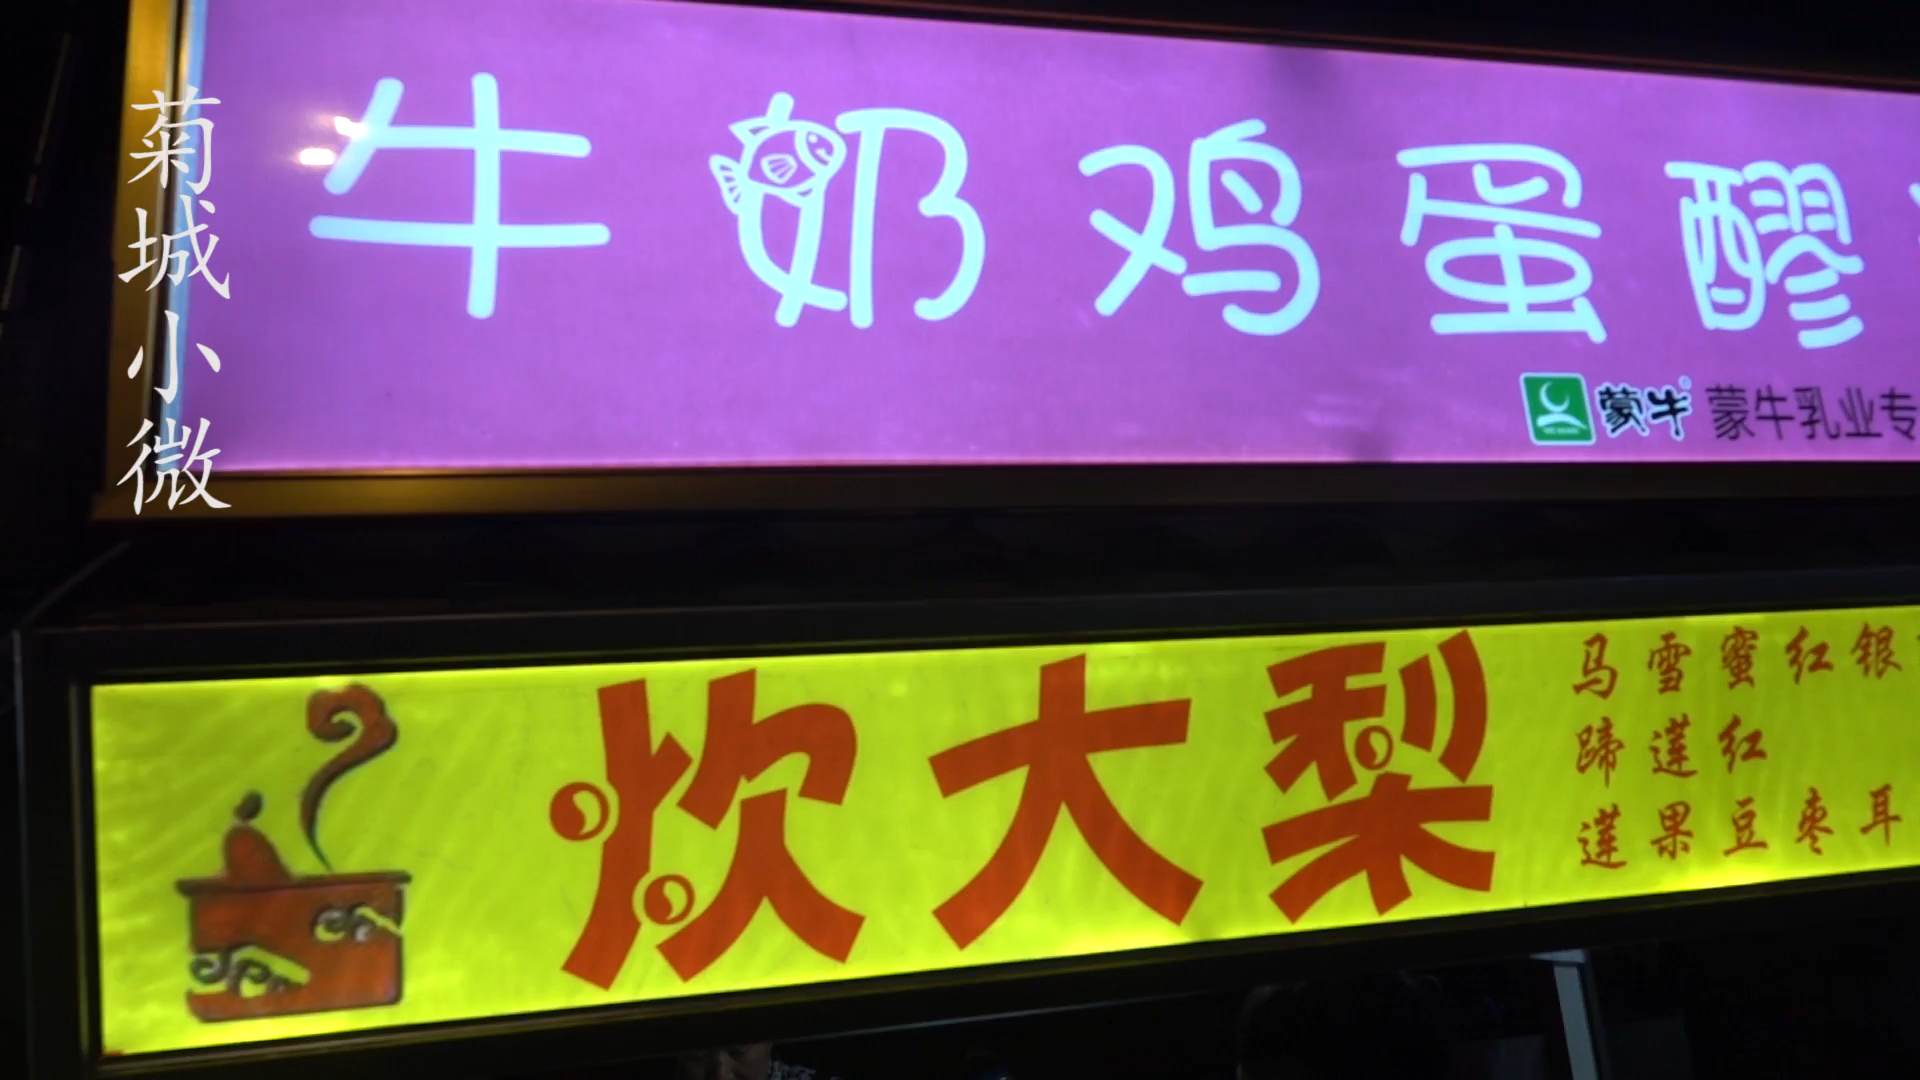 菊城小微
牛奶鸡蛋醪
蒙牛 蒙牛乳业专
炊大梨
马蹄莲
雪莲果
蜜红豆
红枣
银耳